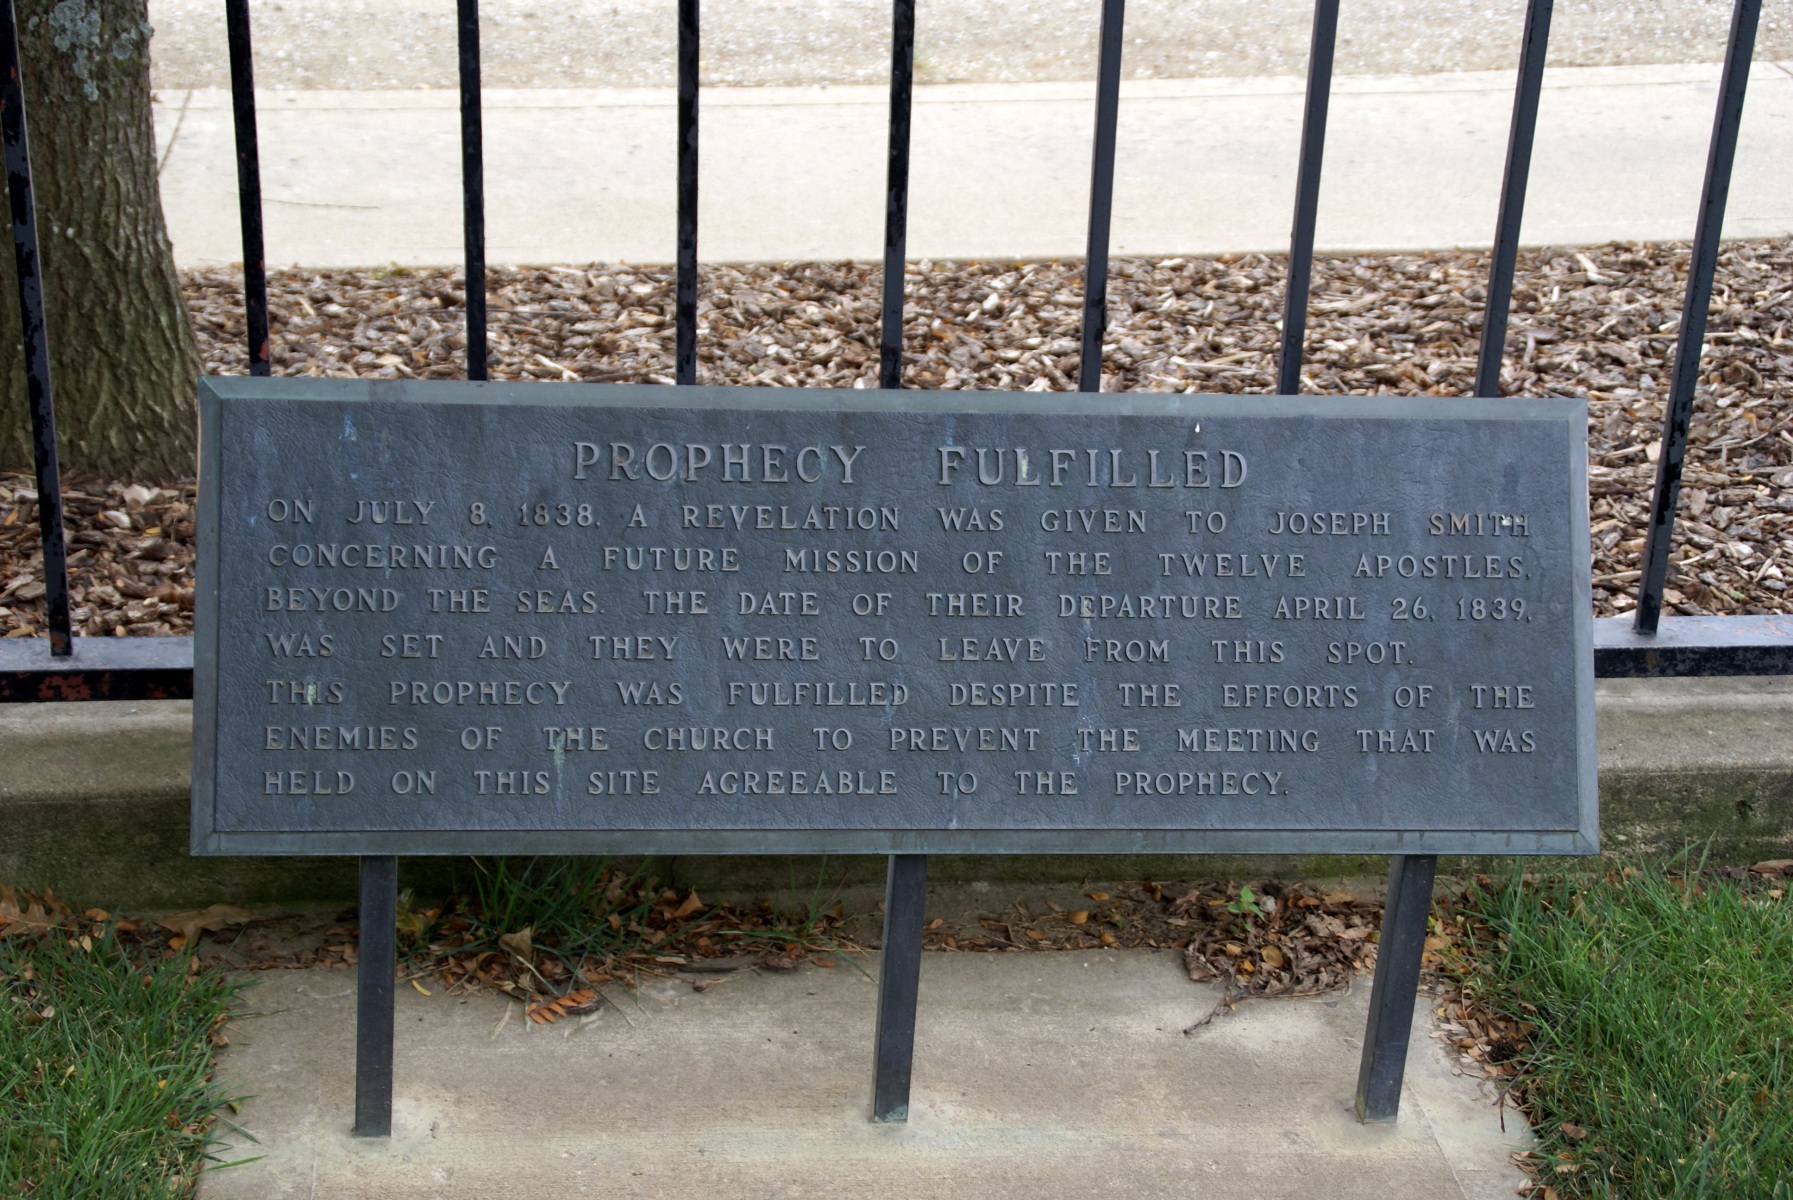 PROPHECY FULFILLED
ON JULY 8, 1838, A REVELATION WAS GIVEN TO JOSEPH SMITH
CONCERNING A FUTURE MISSION OF THE TWELVE APOSTLES,
BEYOND THE SEAS. THE DATE OF THEIR DEPARTURE APRIL 26, 1839,
WAS SET AND THEY WERE TO LEAVE FROM THIS SPOT.
THIS PROPHECY WAS FULFILLED DESPITE THE EFFORTS OF THE
ENEMIES OF THE CHURCH TO PREVENT THE MEETING THAT WAS
HELD ON THIS SITE AGREEABLE TO THE PROPHECY.